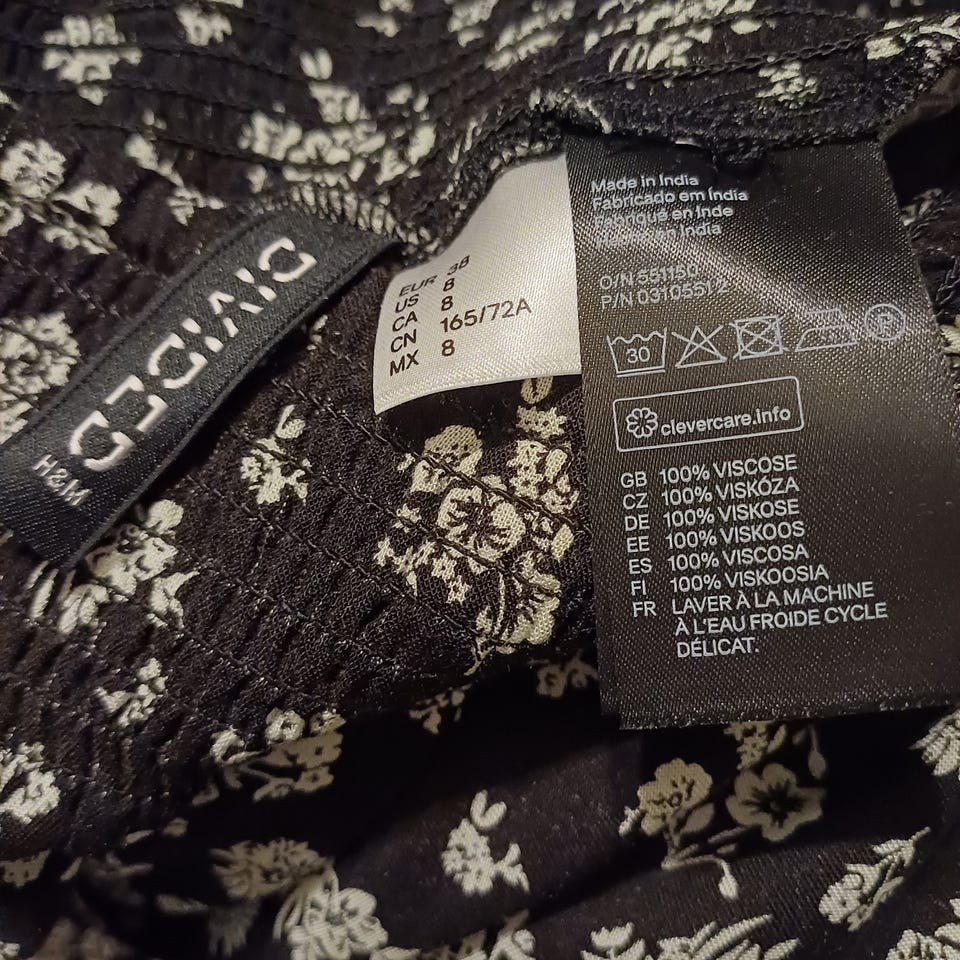 DIVIDED
H&M
EUR 38
US 8
CA 8
CN 165/72A
MX 8
Made in India
Fabricado em Índia
Fabriqué en Inde
India
O/N 551150
P/N 0310551/2
30
P
clevercare.info
GB 100% VISCOSE
CZ 100% VISKÓZA
DE 100% VISKOSE
EE 100% VISKOOS
ES 100% VISCOSA
FI 100% VISKOOSIA
FR LAVER À LA MACHINE
À L'EAU FROIDE CYCLE
DÉLICAT.